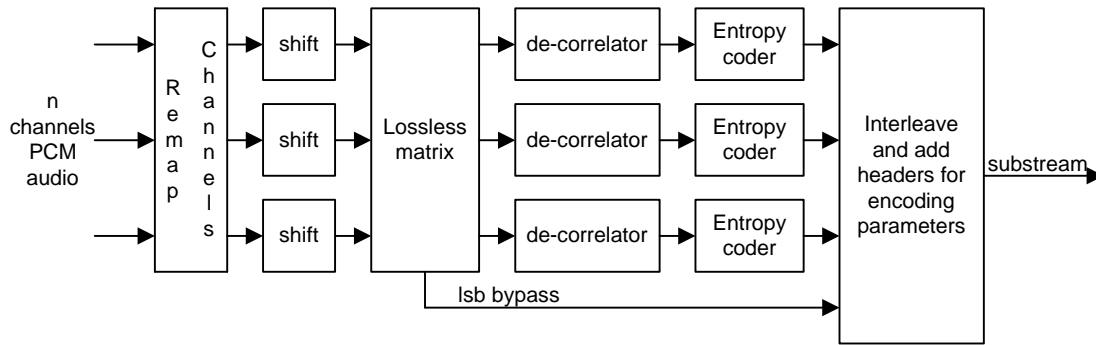 n
channels
PCM
audio
Remap
Channels
shift
shift
shift
Lossless
matrix
de-correlator
de-correlator
de-correlator
Entropy
coder
Entropy
coder
Entropy
coder
lsb bypass
Interleave
and add
headers for
encoding
parameters
substream